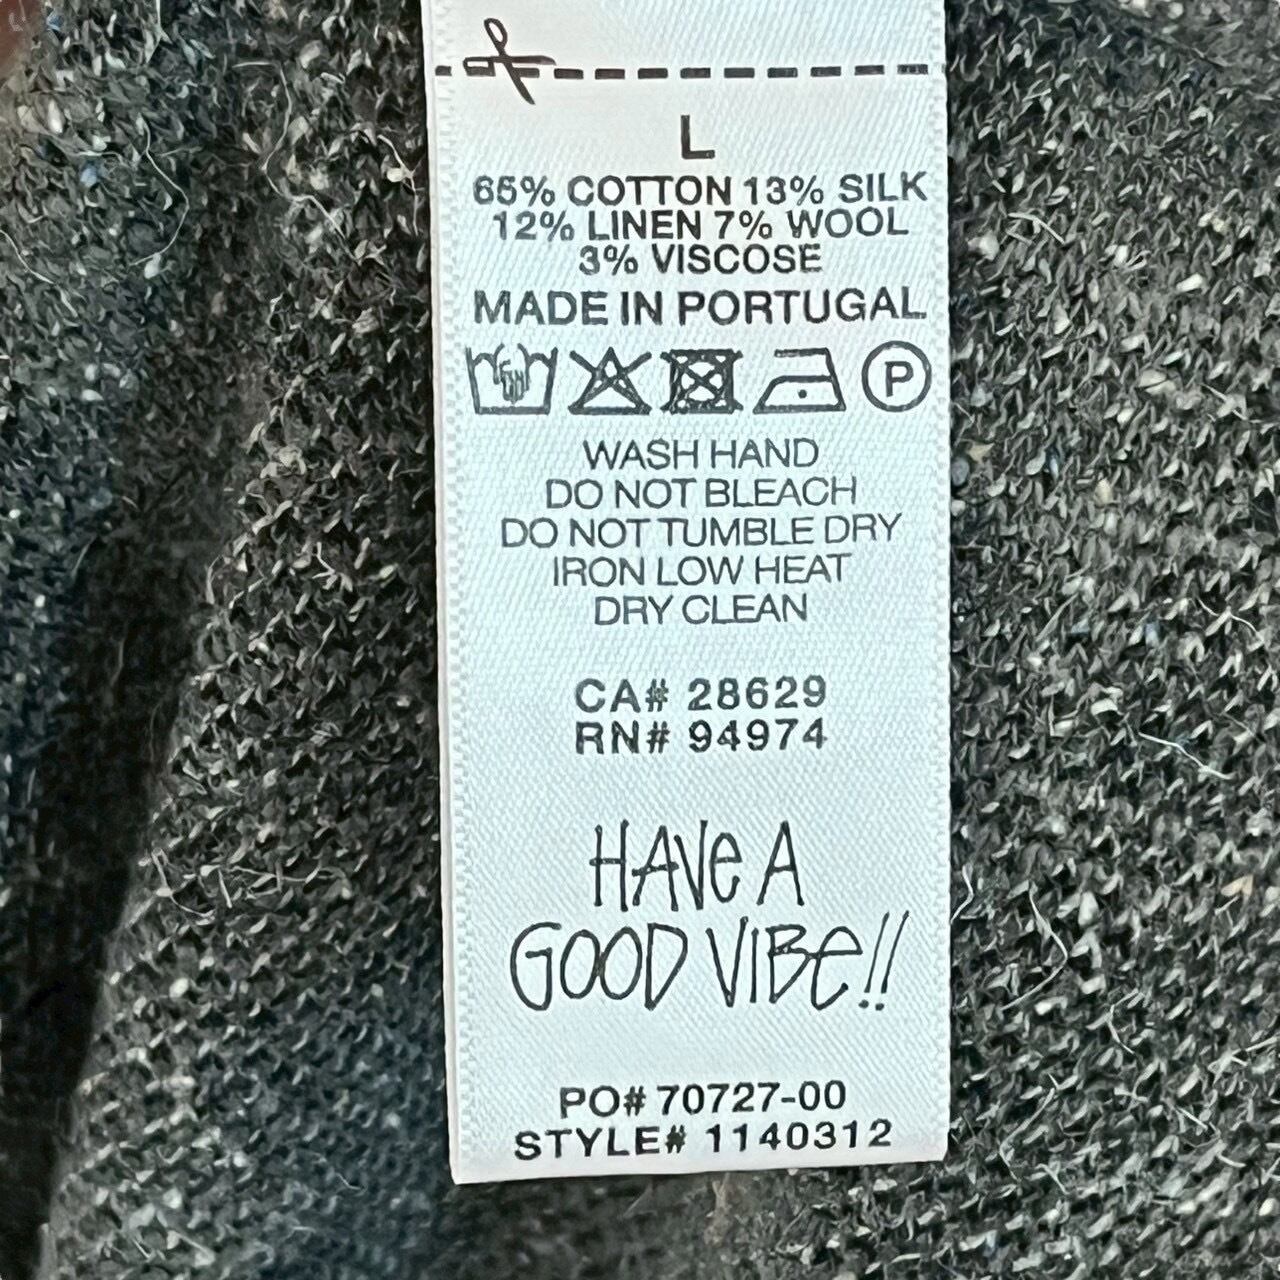 L
65% COTTON 13% SILK
12% LINEN 7% WOOL
3% VISCOSE
MADE IN PORTUGAL
P
WASH HAND
DO NOT BLEACH
DO NOT TUMBLE DRY
IRON LOW HEAT
DRY CLEAN
CA# 28629
RN# 94974
HAVe A
GOOD VIBe!!
PO# 70727-00
STYLE# 1140312